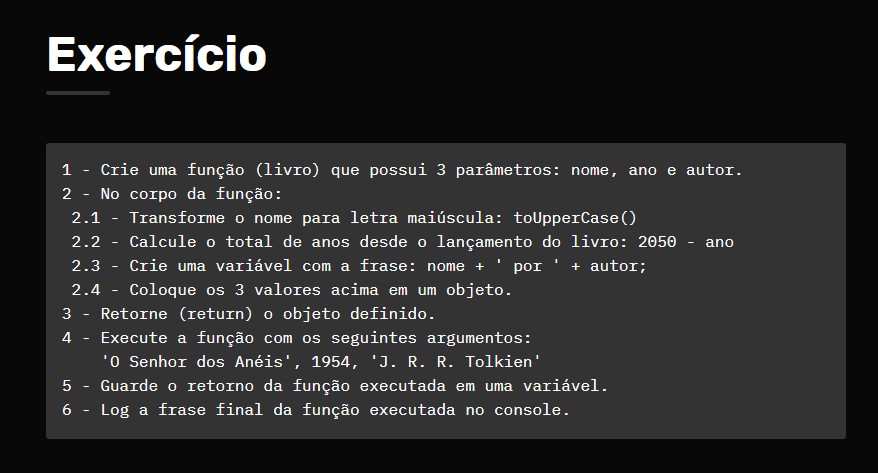 Exercício
1 - Crie uma função (livro) que possui 3 parâmetros: nome, ano e autor.
2 - No corpo da função:
2.1 - Transforme o nome para letra maiúscula: toUpperCase()
2.2 - Calcule o total de anos desde o lançamento do livro: 2050 - ano
2.3 - Crie uma variável com a frase: nome + ' por ' + autor;
2.4 - Coloque os 3 valores acima em um objeto.
3 - Retorne (return) o objeto definido.
4 - Execute a função com os seguintes argumentos:
'O Senhor dos Anéis', 1954, 'J. R. R. Tolkien'
5 - Guarde o retorno da função executada em uma variável.
6 - Log a frase final da função executada no console.